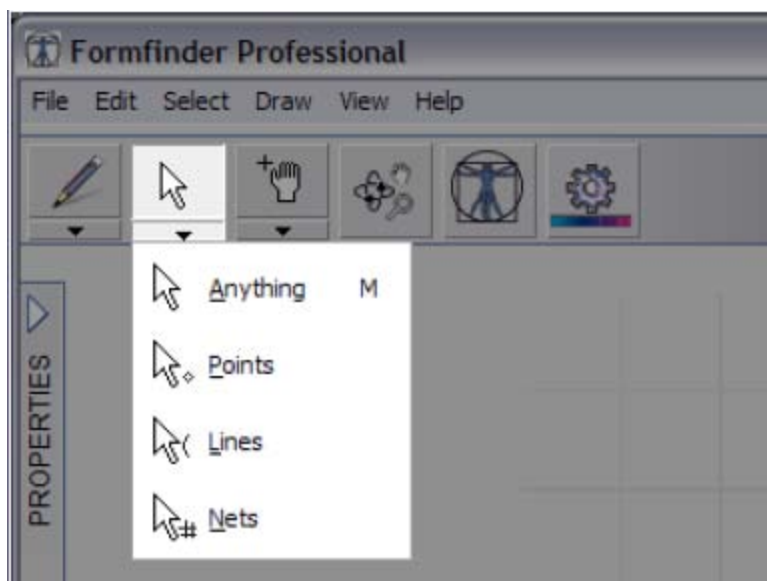 Formfinder Professional
File Edit Select Draw View Help
Anything M
Points
Lines
Nets
PROPERTIES